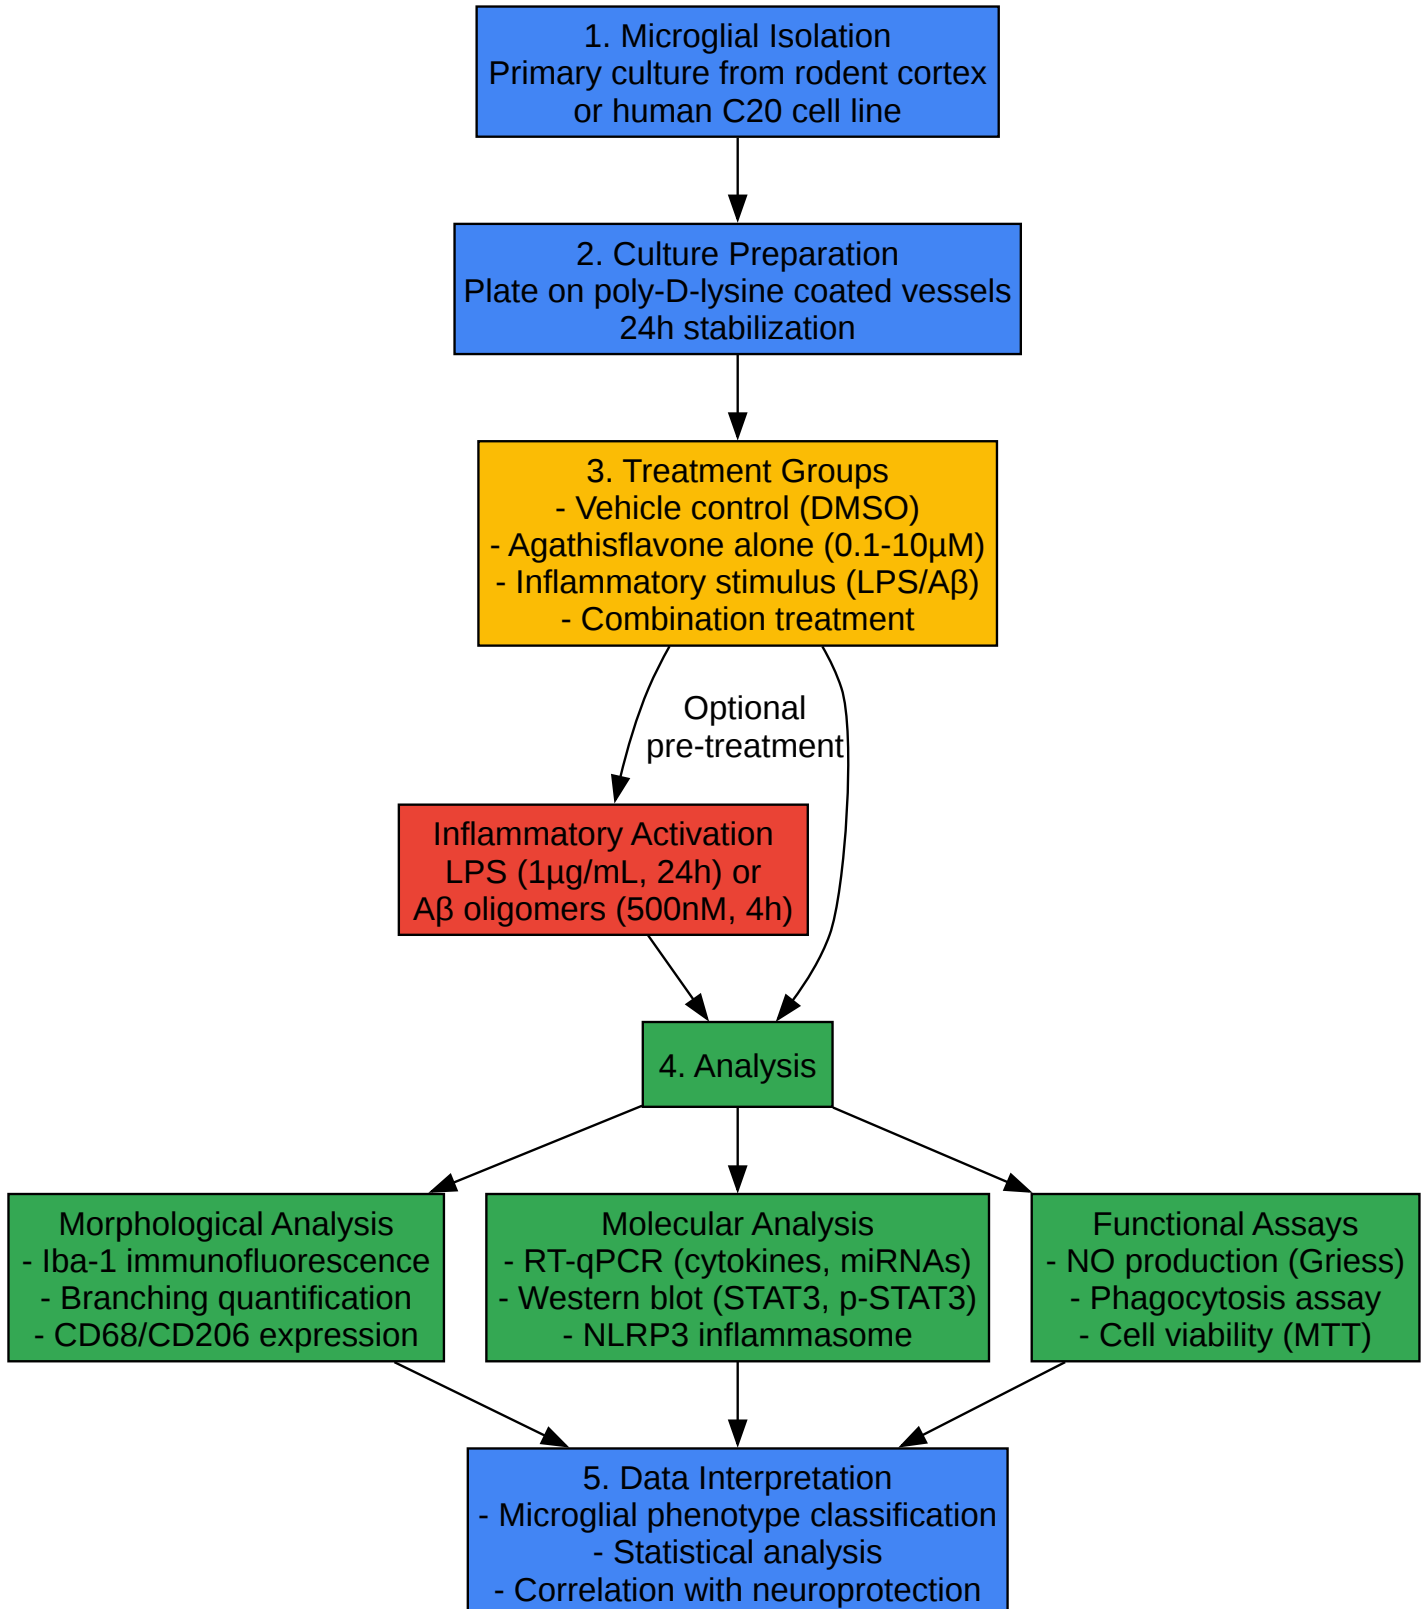 1. Microglial Isolation
Primary culture from rodent cortex
or human C20 cell line
2. Culture Preparation
Plate on poly-D-lysine coated vessels
24h stabilization
3. Treatment Groups
- Vehicle control (DMSO)
- Agathisflavone alone (0.1-10µM)
- Inflammatory stimulus (LPS/Aβ)
- Combination treatment
Optional
pre-treatment
Inflammatory Activation
LPS (1µg/mL, 24h) or
Aβ oligomers (500nM, 4h)
4. Analysis
Morphological Analysis
- Iba-1 immunofluorescence
- Branching quantification
- CD68/CD206 expression
Molecular Analysis
- RT-qPCR (cytokines, miRNAs)
- Western blot (STAT3, p-STAT3)
- NLRP3 inflammasome
Functional Assays
- NO production (Griess)
- Phagocytosis assay
- Cell viability (MTT)
5. Data Interpretation
- Microglial phenotype classification
- Statistical analysis
- Correlation with neuroprotection